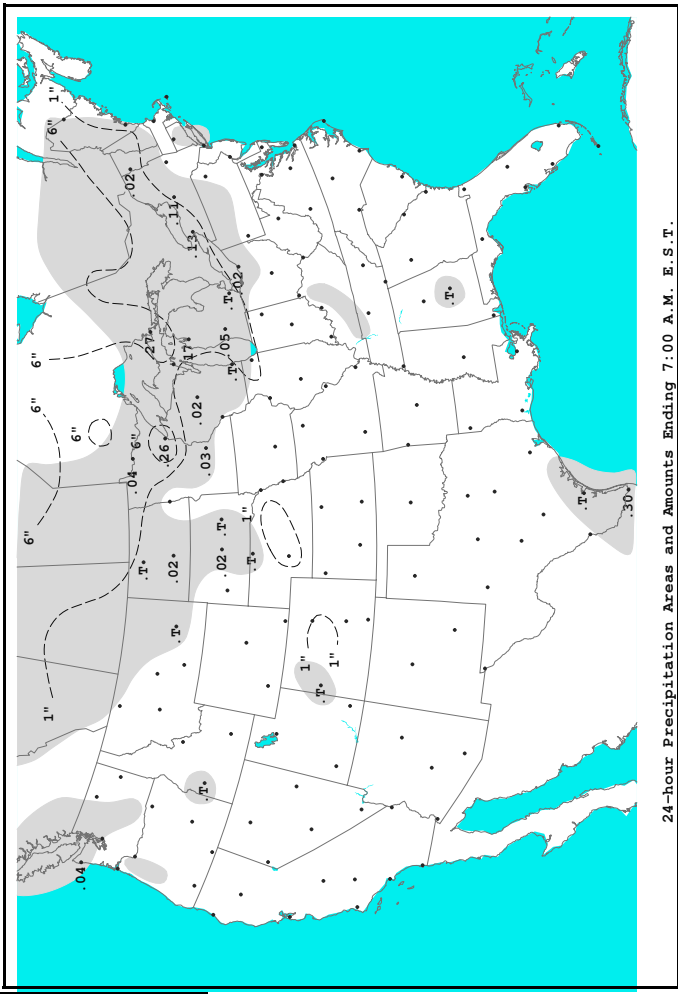 6"
6" 6"
1"
6" 1"
6"
.04
.04 6" .02
.T
.27
.26
.02 .11
.T
.17
.13
.02
.T
.03
.02 .T .05
.T .T
.02
1"
.T
1"
.T
1"
.T
.T
.30
24-hour Precipitation Areas and Amounts Ending 7:00 A.M. E.S.T.